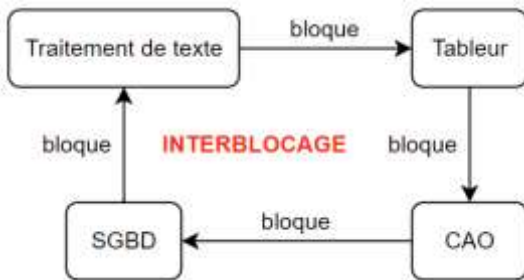 Traitement de texte
bloque
Tableur
bloque
INTERBLOCAGE
bloque
SGBD
bloque
CAO